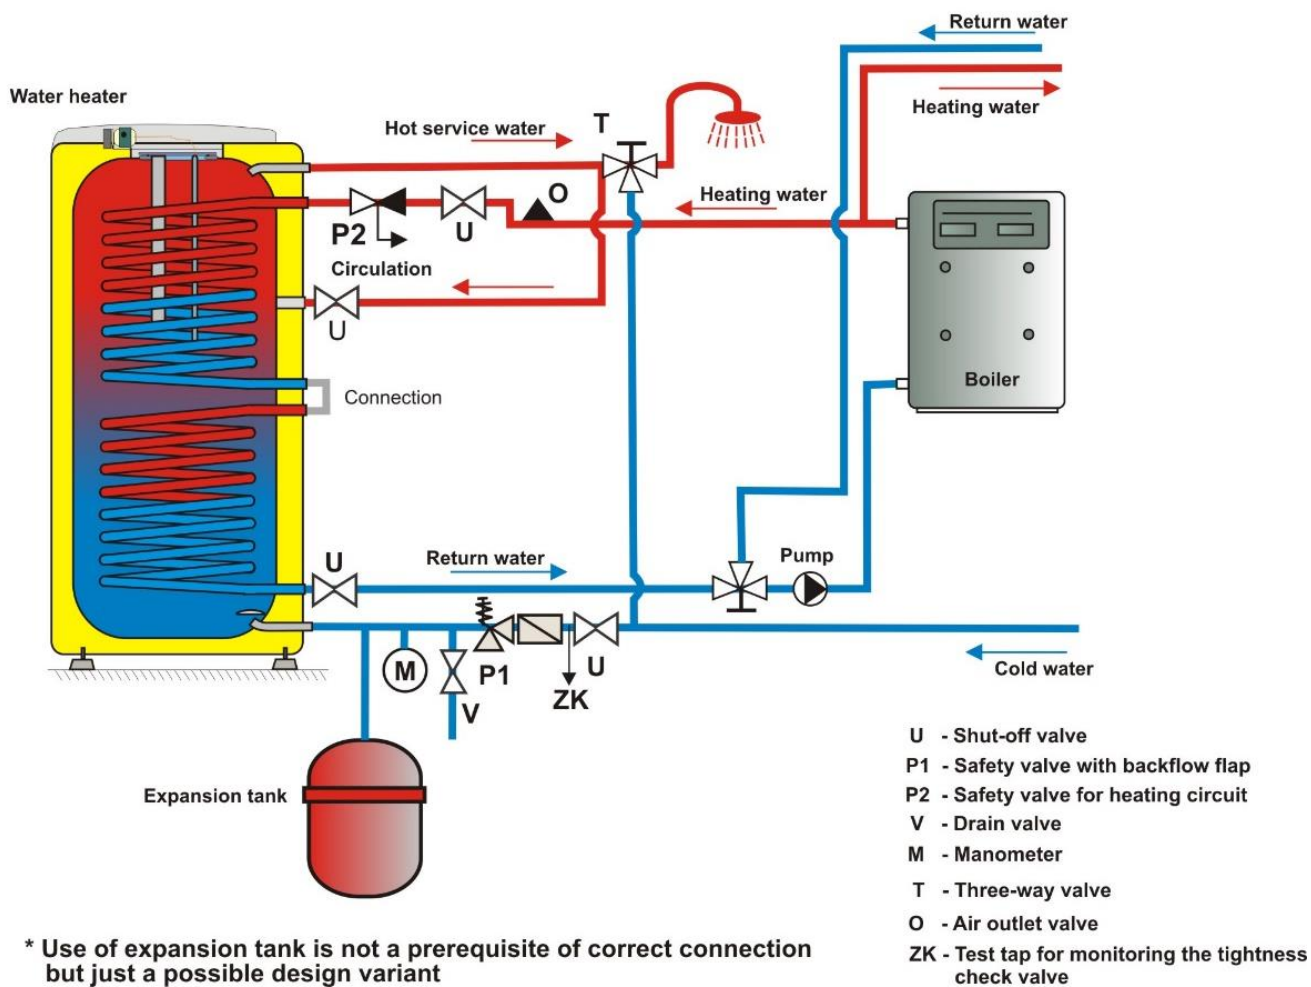 Return water
Water heater
Hot service water
T
Heating water
O
Heating water
P2
U
Circulation
U
Boiler
Connection
U
Return water
Pump
M
P1
U
Cold water
ZK
V
U - Shut-off valve
P1 - Safety valve with backflow flap
Expansion tank
P2 - Safety valve for heating circuit
V - Drain valve
M - Manometer
T - Three-way valve
O - Air outlet valve
* Use of expansion tank is not a prerequisite of correct connection
but just a possible design variant
ZK - Test tap for monitoring the tightness
check valve